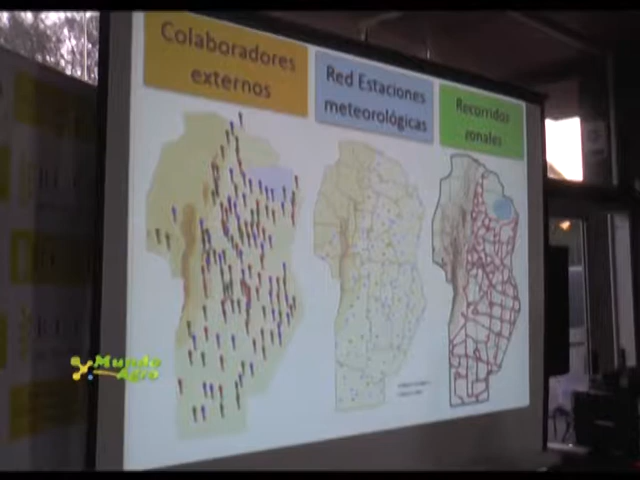 Colaboradores
externos
Red Estaciones
meteorológicas
Recorridos
zonales
Mundo
Agro